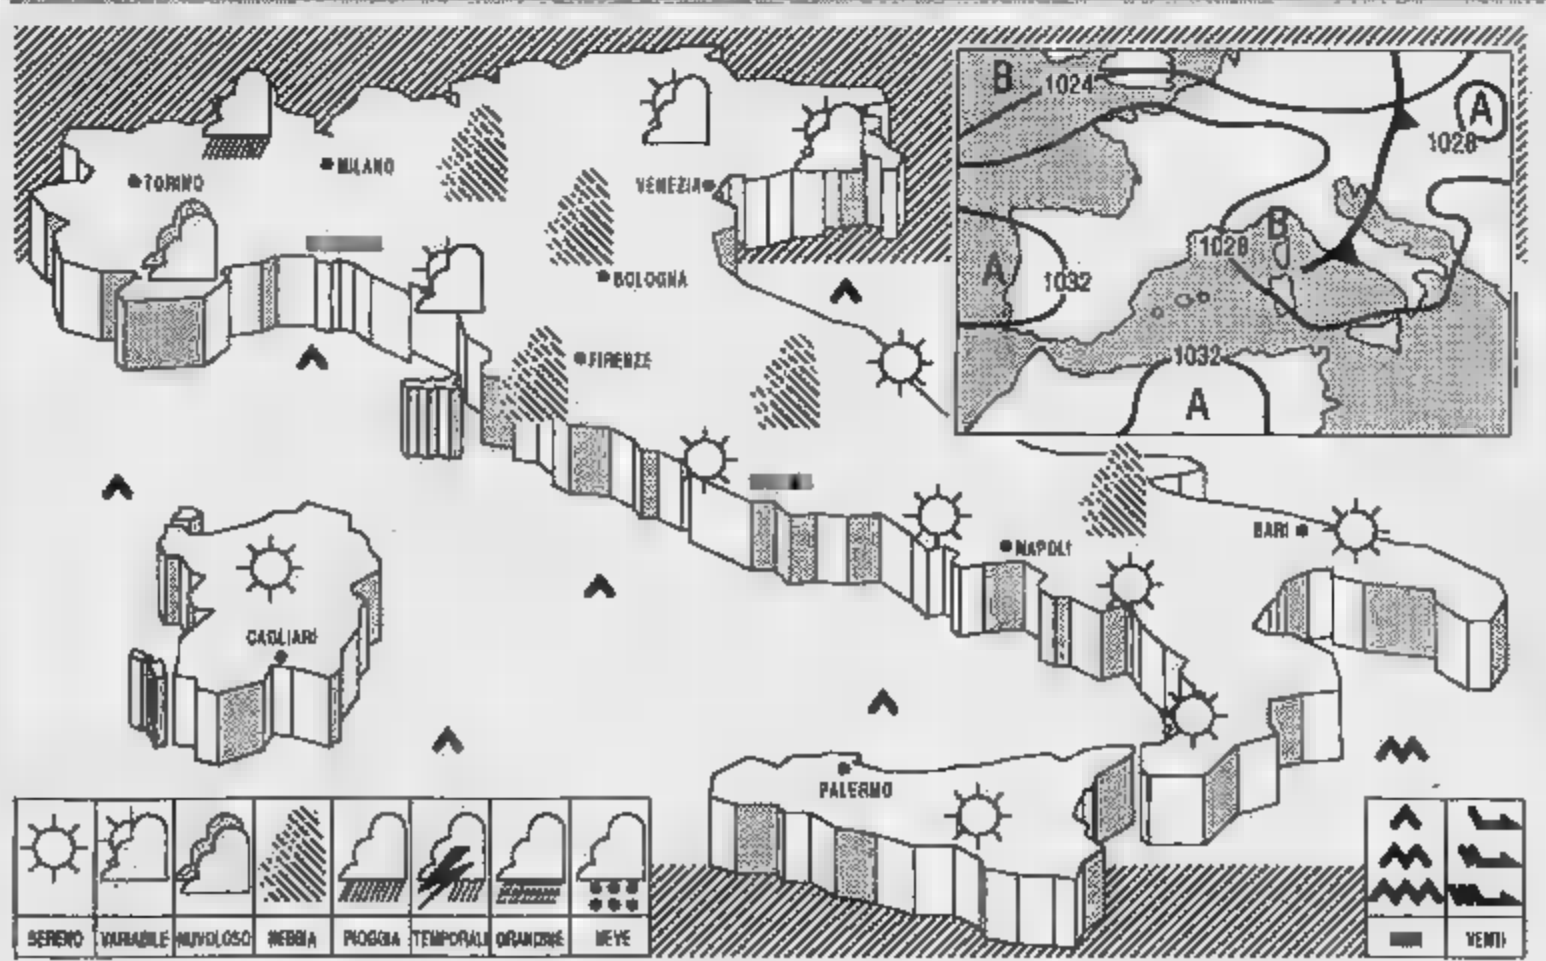 B
1024
A
1028
MILANO
TORINO
VENEZIA
B
1028
A
1032
BOLOGNA
FIRENZE
1032
A
BARI
NAPOLI
CAGLIARI
PALERMO
SERENO VARIABILE NUVOLOSO NEBBIA PIOGGIA TEMPORALI GRANDINE NEVE
VENTI